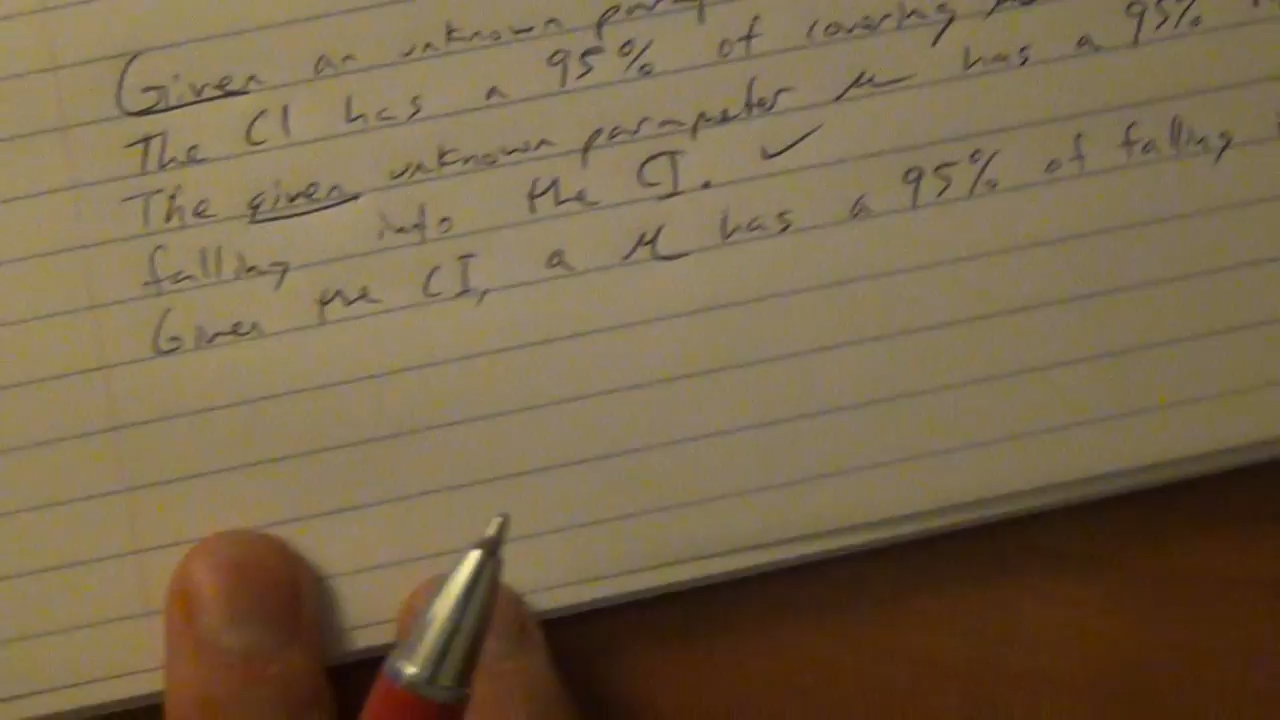 Given an unknown
The CI has a 95% of covering
The given unknown parameter μ has a 95%
falling into the CI. ✓
Given the CI, a μ has a 95% of falling